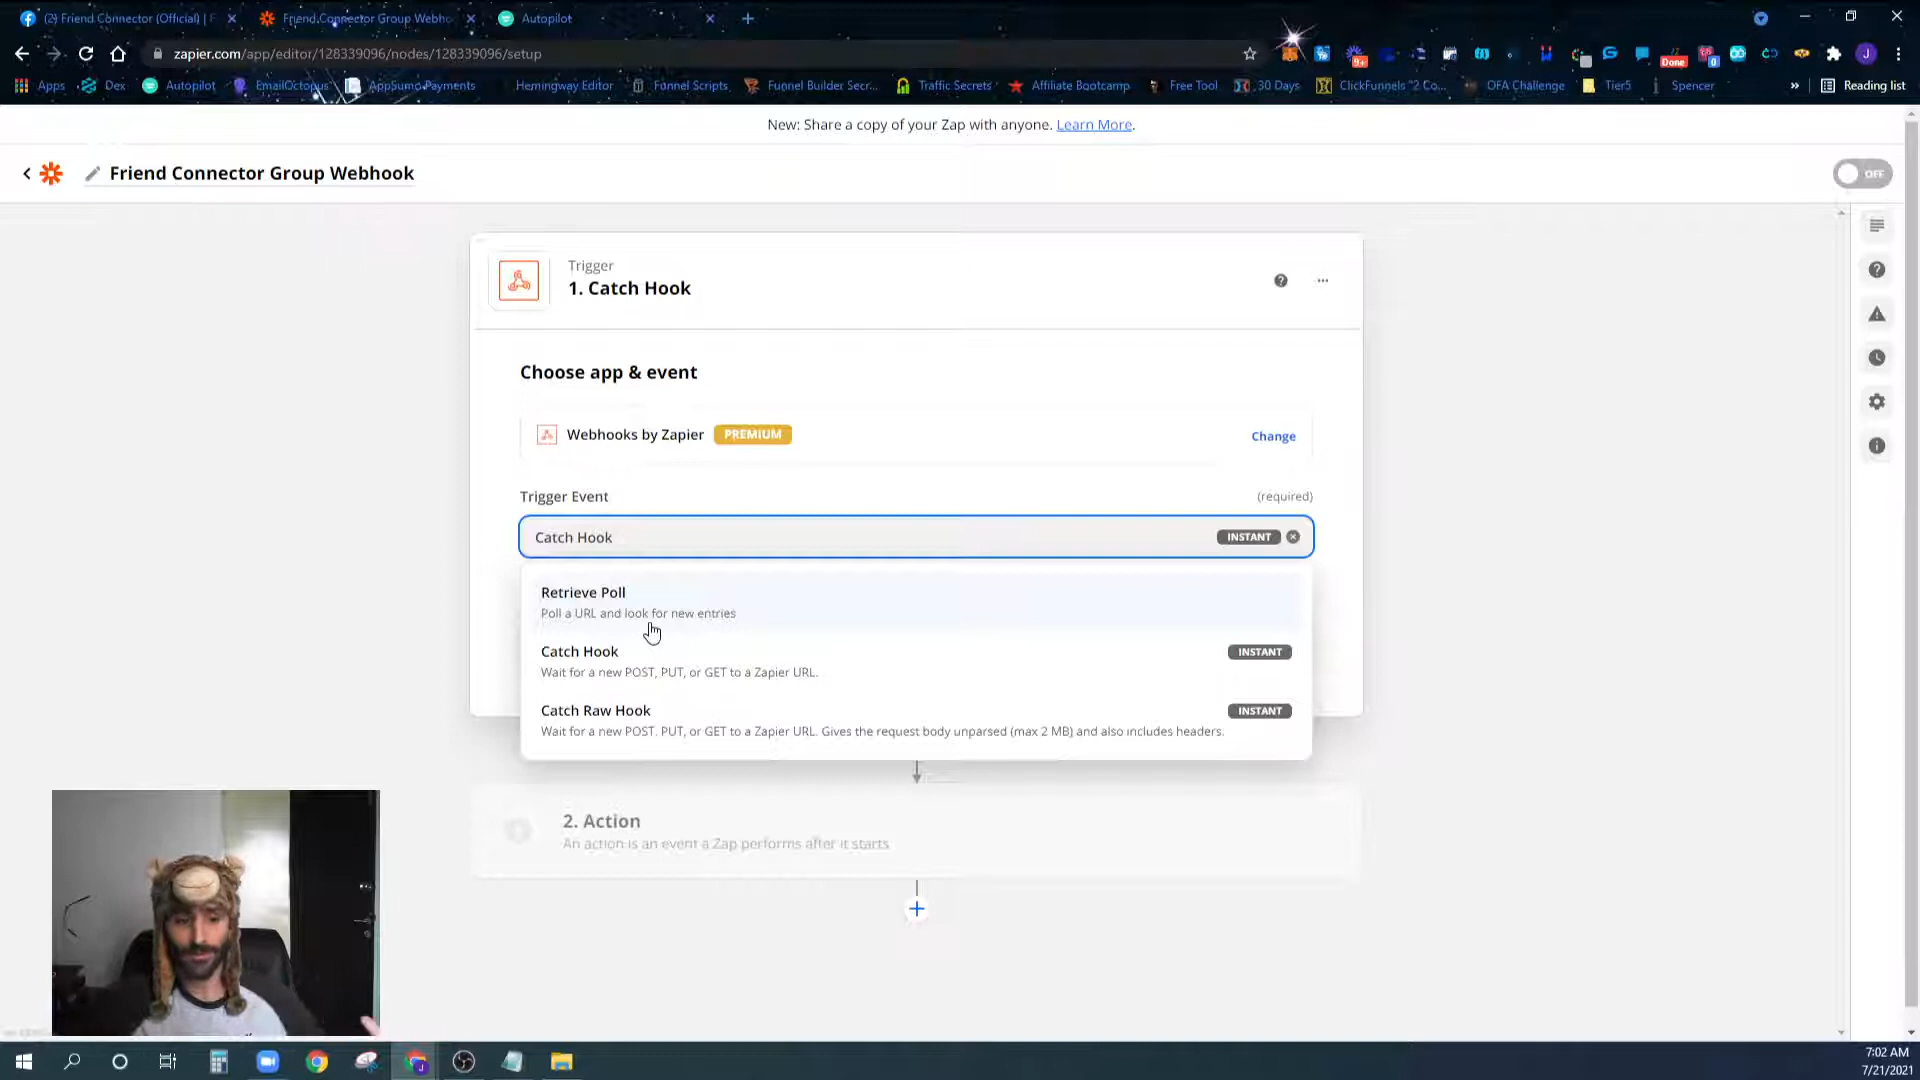 (2) Friend Connector (Official) | F
Friend Connector Group Webho
Autopilot
zapier.com/app/editor/128339096/nodes/128339096/setup
9+
Done
0
J
Apps
Dex
Autopilot
EmailOctopus
AppSumo Payments
Hemingway Editor
Fonnel Scripts
Funnel Builder Secr...
Traffic Secrets
Affiliate Bootcamp
Free Tool
30 Days
ClickFunnels "2 Co...
OFA Challenge
Tier5
Spencer
»
Reading list
New: Share a copy of your Zap with anyone. Learn More.
Friend Connector Group Webhook
OFF
Trigger
1. Catch Hook
Choose app & event
Webhooks by Zapier
PREMIUM
Change
Trigger Event
(required)
Catch Hook
INSTANT
Retrieve Poll
Poll a URL and look for new entries
Catch Hook
INSTANT
Wait for a new POST, PUT, or GET to a Zapier URL.
Catch Raw Hook
INSTANT
Wait for a new POST. PUT, or GET to a Zapier URL. Gives the request body unparsed (max 2 MB) and also includes headers.
2. Action
An action is an event a Zap performs after it starts
7:02 AM
7/21/2021